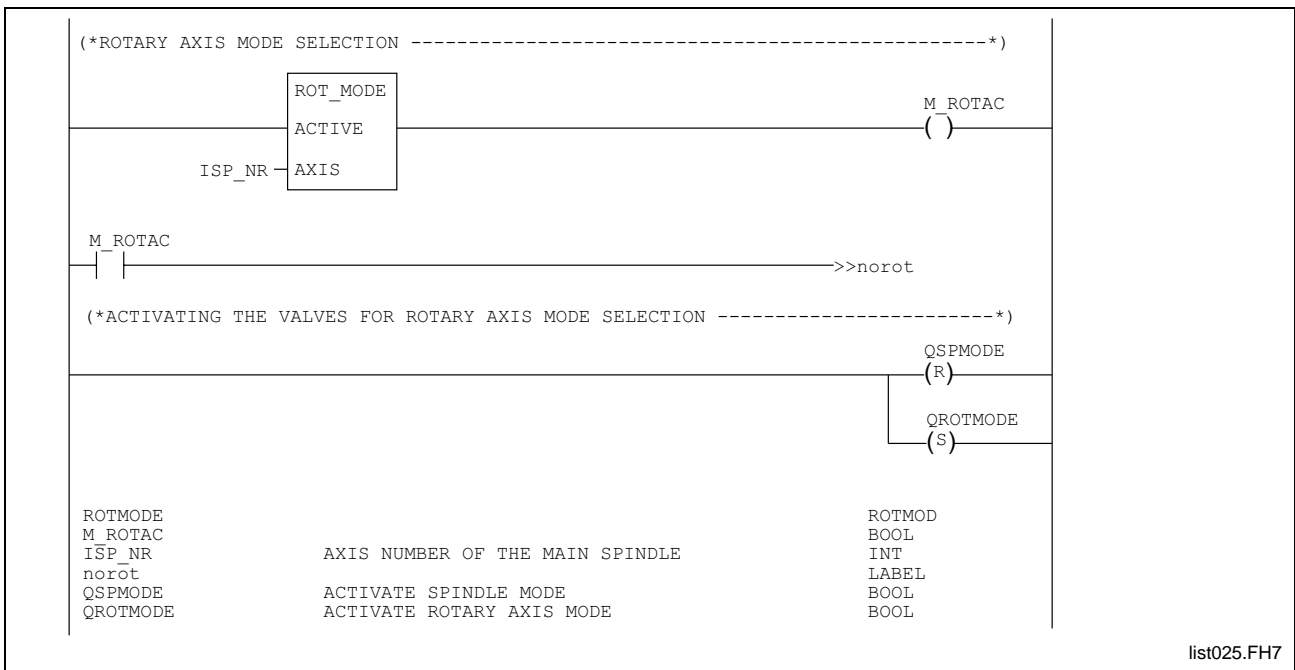 (*ROTARY AXIS MODE SELECTION --------------------------------------------------*)
ROT_MODE
M_ROTAC
ACTIVE
( )
ISP_NR AXIS
M_ROTAC
>>norot
(*ACTIVATING THE VALVES FOR ROTARY AXIS MODE SELECTION ------------------------*)
QSPMODE
(R)
QROTMODE
(S)
ROTMODE ROTMOD
M_ROTAC BOOL
ISP_NR AXIS NUMBER OF THE MAIN SPINDLE INT
norot LABEL
QSPMODE ACTIVATE SPINDLE MODE BOOL
QROTMODE ACTIVATE ROTARY AXIS MODE BOOL
list025.FH7